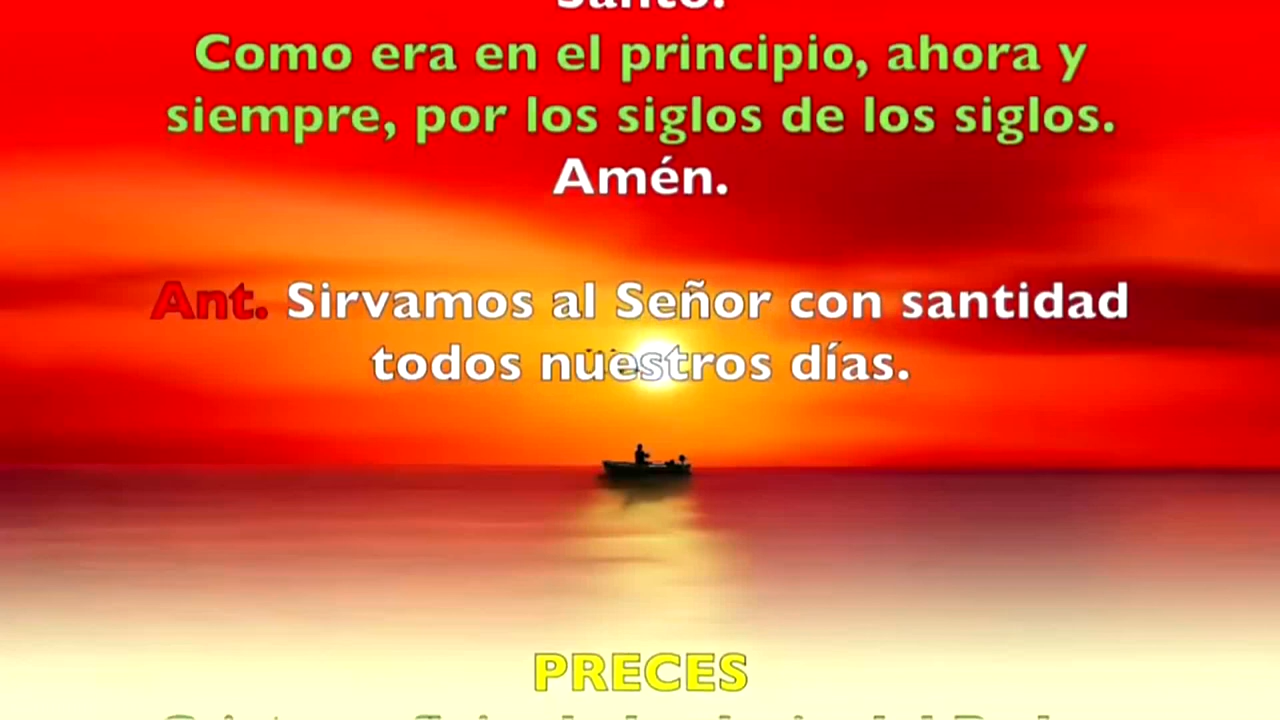 Santo.
Como era en el principio, ahora y
siempre, por los siglos de los siglos.
Amén.
Ant. Sirvamos al Señor con santidad
todos nuestros días.
PRECES